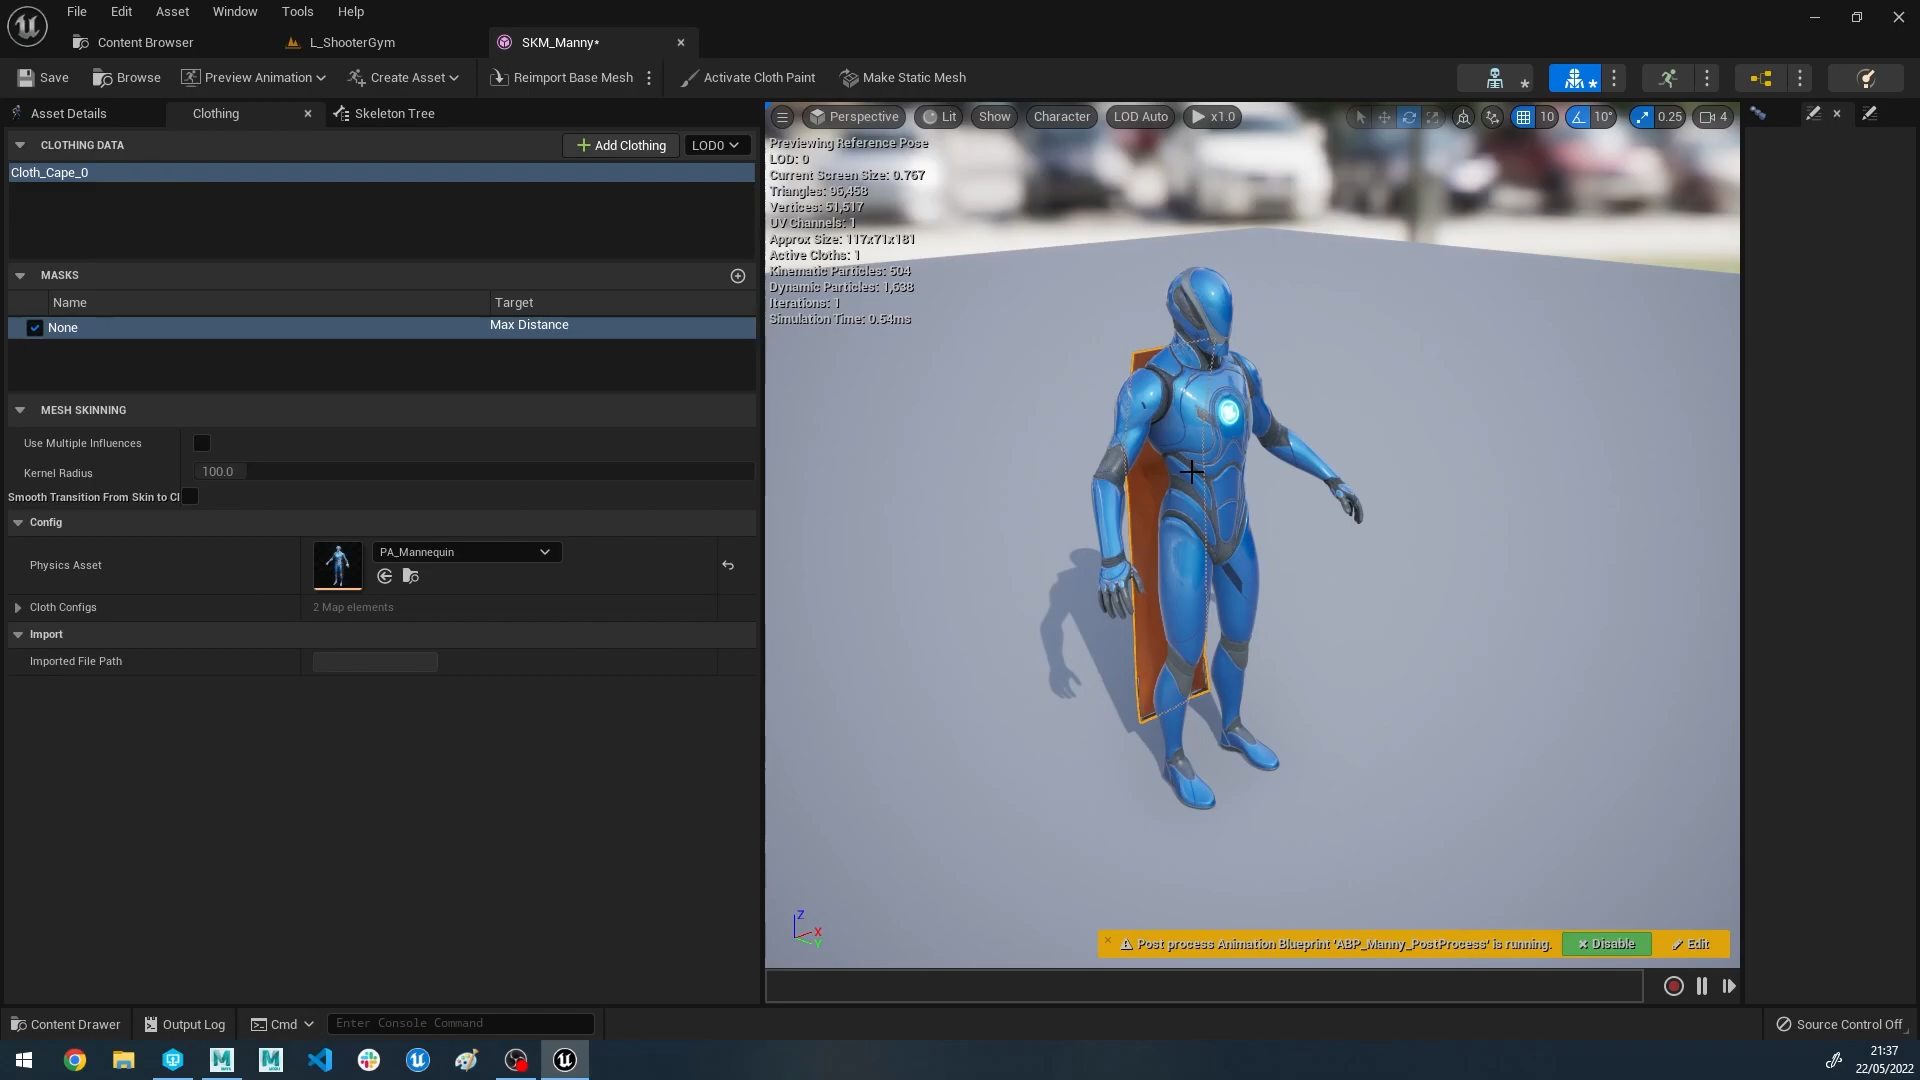 File Edit Asset Window Tools Help
Content Browser L_ShooterGym SKM_Manny*
Save Browse Preview Animation Create Asset Reimport Base Mesh Activate Cloth Paint Make Static Mesh
Asset Details Clothing Skeleton Tree
CLOTHING DATA Add Clothing LOD0
Cloth_Cape_0
MASKS
Name Target
None Max Distance
MESH SKINNING
Use Multiple Influences
Kernel Radius 100.0
Smooth Transition From Skin to Cl
Config
Physics Asset PA_Mannequin
Cloth Configs 2 Map elements
Import
Imported File Path
Perspective Lit Show Character LOD Auto x1.0 10 10° 0.25 4
Previewing Reference Pose
LOD: 0
Current Screen Size: 0.767
Triangles: 96,458
Vertices: 51,517
UV Channels: 1
Approx Size: 117x71x181
Active Cloths: 1
Kinematic Particles: 504
Dynamic Particles: 1,638
Iterations: 1
Simulation Time: 0.54ms
Z
X
Y
Post process Animation Blueprint 'ABP_Manny_PostProcess' is running. Disable Edit
Content Drawer Output Log Cmd Enter Console Command Source Control Off
21:37
22/05/2022